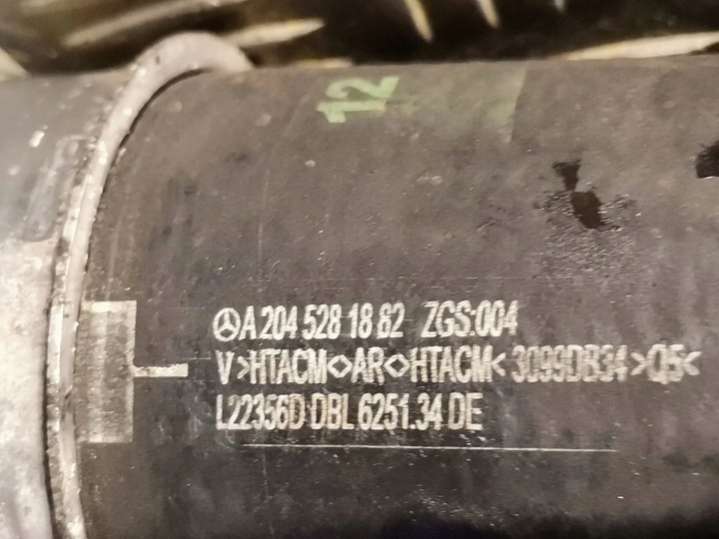 12
A 204 528 18 82 ZGS:004
V>HTACM<>AR<>HTACM<3099DB34>Q5<
L22356D DBL 6251.34 DE